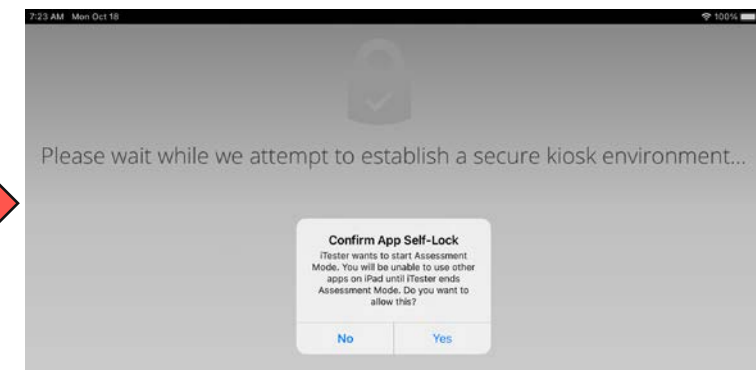 7:23 AM Mon Oct 18
100%
Please wait while we attempt to establish a secure kiosk environment...
Confirm App Self-Lock
iTester wants to start Assessment
Mode. You will be unable to use other
apps on iPad until iTester ends
Assessment Mode. Do you want to
allow this?
No Yes